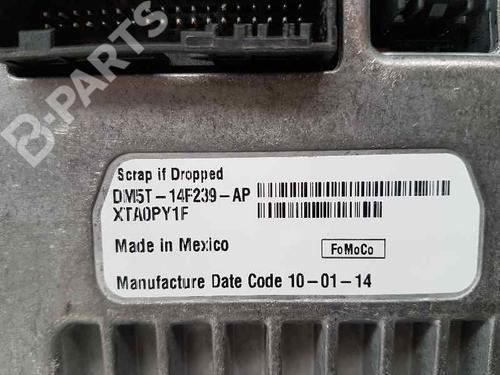 B-PARTS
Scrap if Dropped
DM5T-14F239-AP
XTA0PY1F
Made in Mexico
FoMoCo
Manufacture Date Code 10-01-14